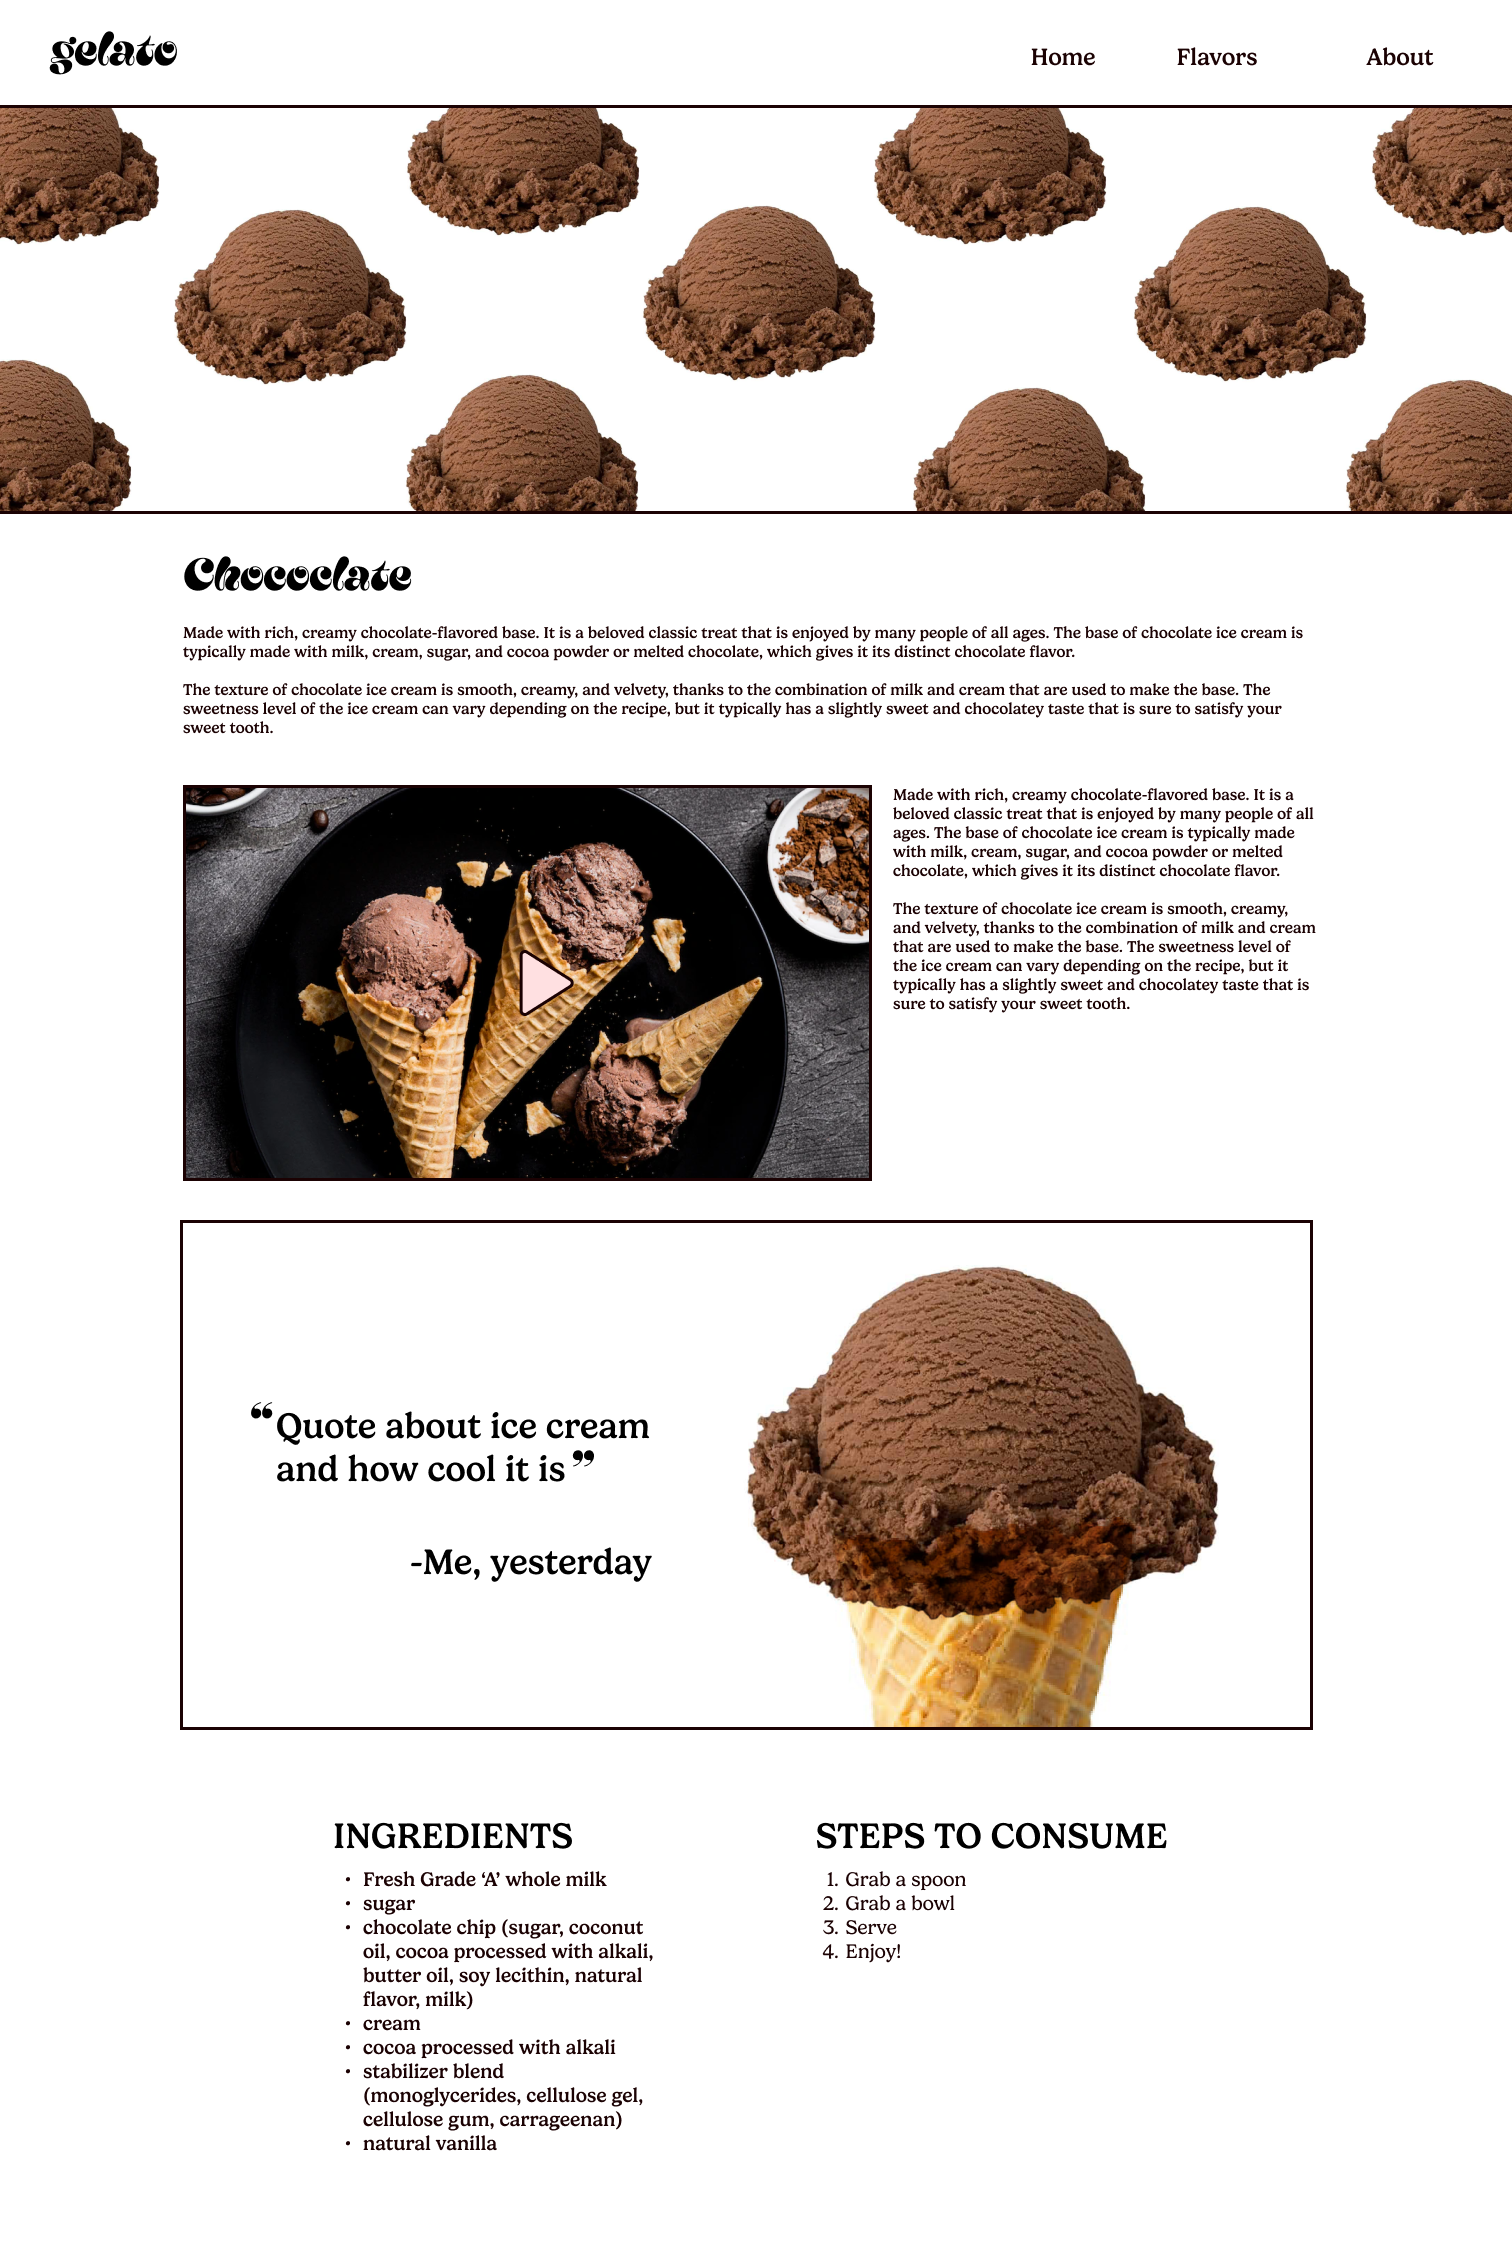 gelato
Home Flavors About
Chococlate
Made with rich, creamy chocolate-flavored base. It is a beloved classic treat that is enjoyed by many people of all ages. The base of chocolate ice cream is
typically made with milk, cream, sugar, and cocoa powder or melted chocolate, which gives it its distinct chocolate flavor.
The texture of chocolate ice cream is smooth, creamy, and velvety, thanks to the combination of milk and cream that are used to make the base. The
sweetness level of the ice cream can vary depending on the recipe, but it typically has a slightly sweet and chocolatey taste that is sure to satisfy your
sweet tooth.
Made with rich, creamy chocolate-flavored base. It is a
beloved classic treat that is enjoyed by many people of all
ages. The base of chocolate ice cream is typically made
with milk, cream, sugar, and cocoa powder or melted
chocolate, which gives it its distinct chocolate flavor.
The texture of chocolate ice cream is smooth, creamy,
and velvety, thanks to the combination of milk and cream
that are used to make the base. The sweetness level of
the ice cream can vary depending on the recipe, but it
typically has a slightly sweet and chocolatey taste that is
sure to satisfy your sweet tooth.
“Quote about ice cream
and how cool it is”
-Me, yesterday
INGREDIENTS
• Fresh Grade ‘A’ whole milk
• sugar
• chocolate chip (sugar, coconut
oil, cocoa processed with alkali,
butter oil, soy lecithin, natural
flavor, milk)
• cream
• cocoa processed with alkali
• stabilizer blend
(monoglycerides, cellulose gel,
cellulose gum, carrageenan)
• natural vanilla
STEPS TO CONSUME
1. Grab a spoon
2. Grab a bowl
3. Serve
4. Enjoy!